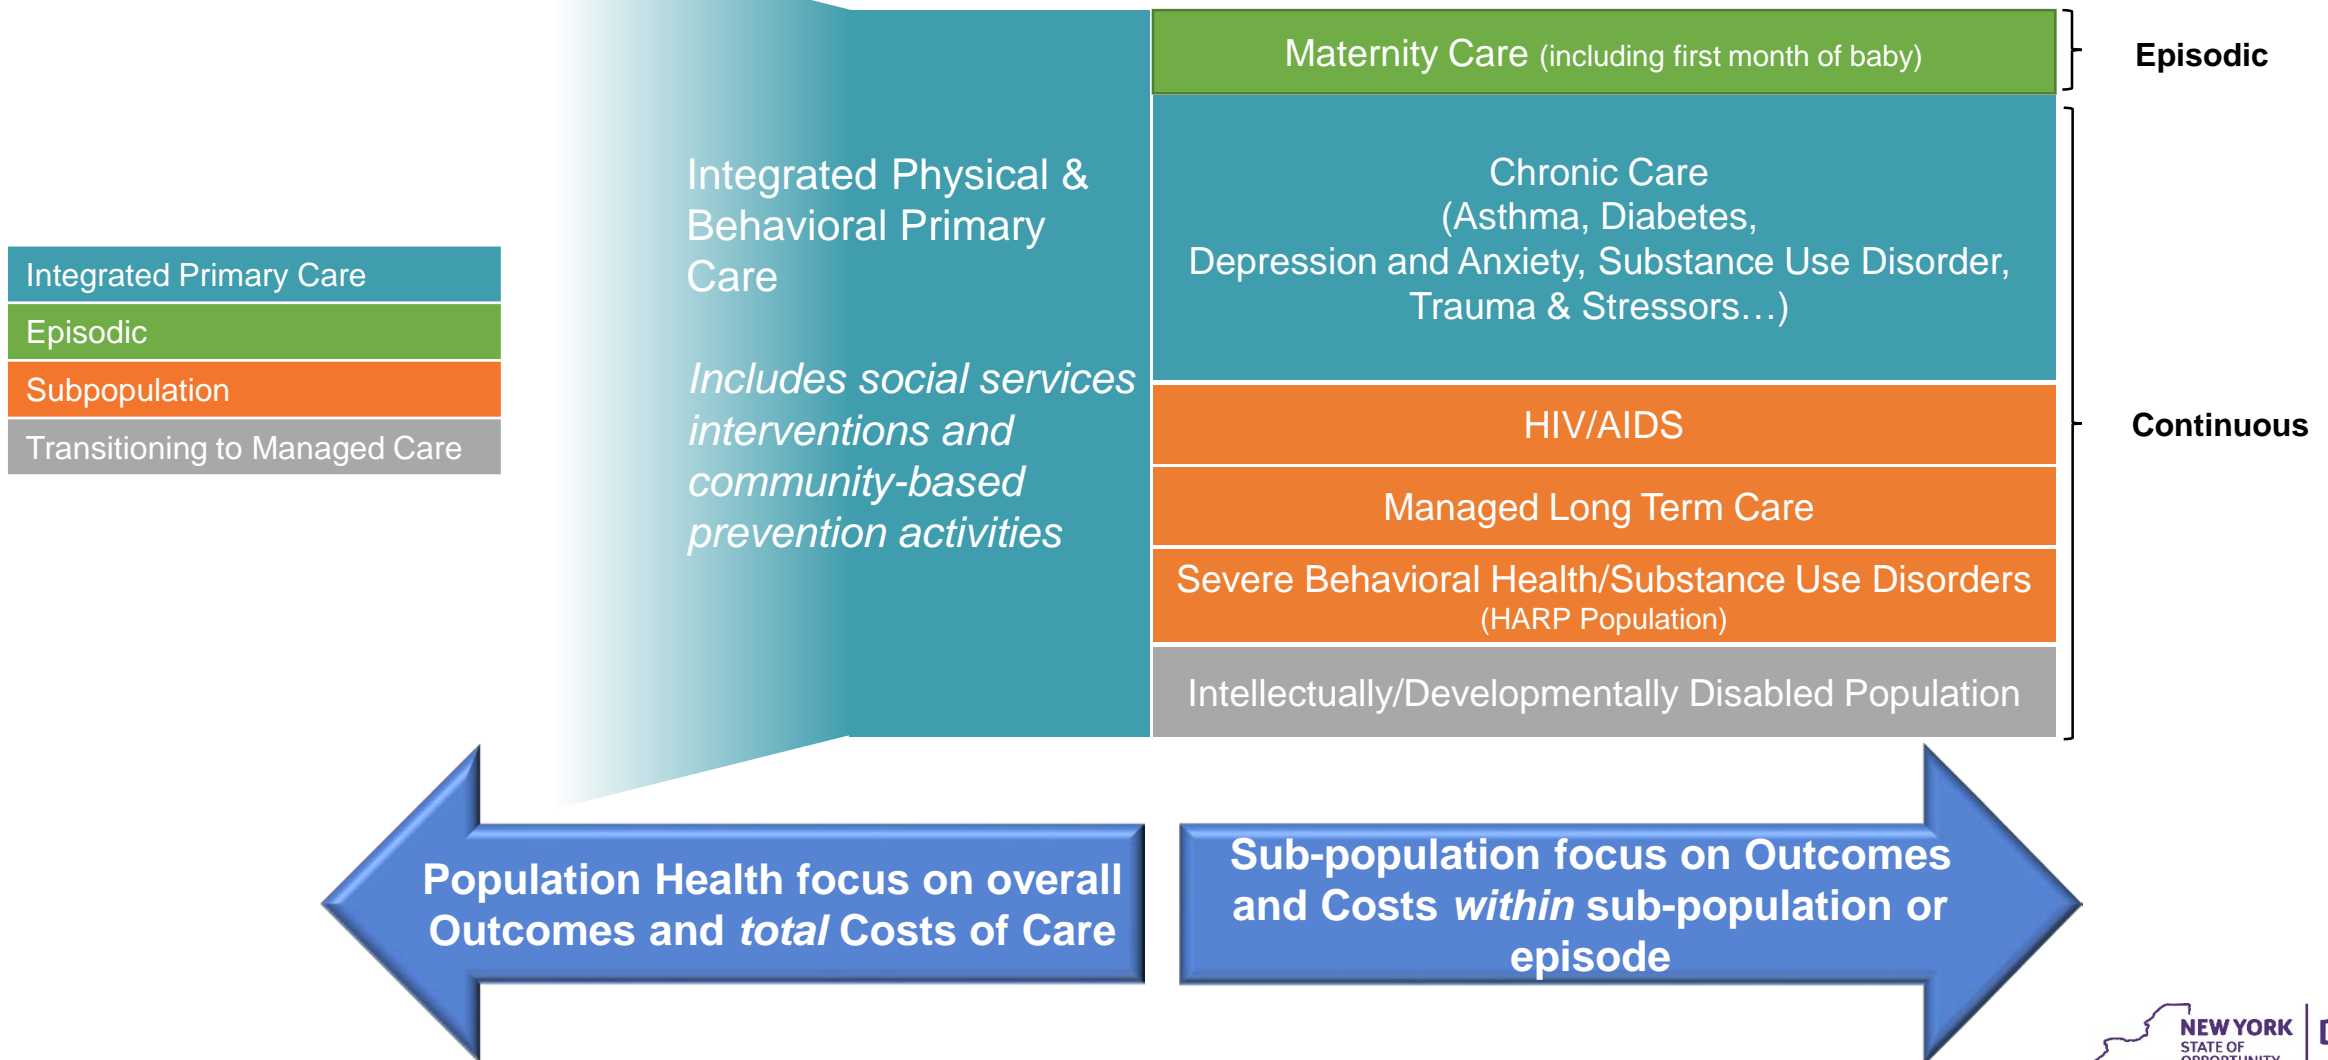 Integrated Primary Care
Episodic
Subpopulation
Transitioning to Managed Care
Integrated Physical &
Behavioral Primary
Care
Includes social services
interventions and
community-based
prevention activities
Maternity Care (including first month of baby)
Chronic Care
(Asthma, Diabetes,
Depression and Anxiety, Substance Use Disorder,
Trauma & Stressors…)
HIV/AIDS
Managed Long Term Care
Severe Behavioral Health/Substance Use Disorders
(HARP Population)
Intellectually/Developmentally Disabled Population
Episodic
Continuous
Population Health focus on overall
Outcomes and total Costs of Care
Sub-population focus on Outcomes
and Costs within sub-population or
episode
NEW YORK
STATE OF
OPPORTUNITY